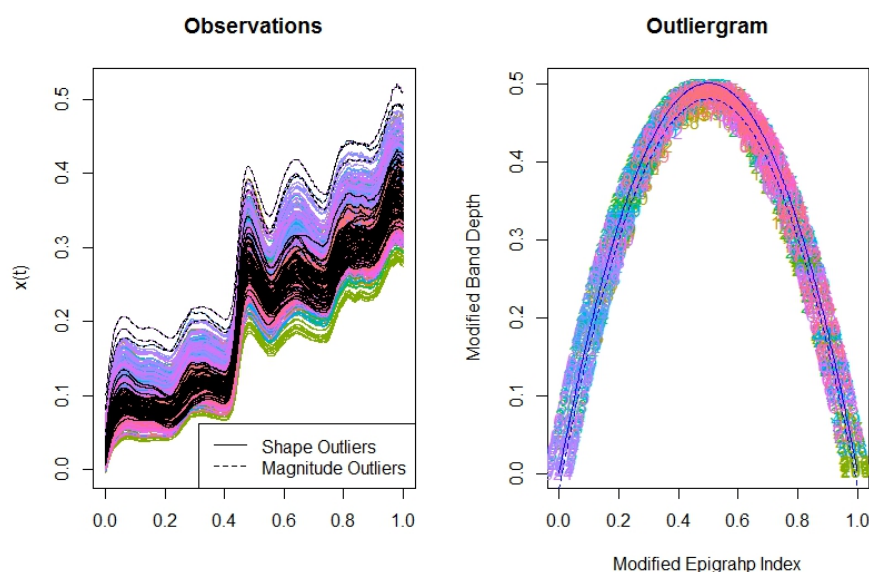 Observations
x(t)
0.5
0.4
0.3
0.2
0.1
0.0
Shape Outliers
Magnitude Outliers
0.0 0.2 0.4 0.6 0.8 1.0
Outliergram
Modified Band Depth
0.5
0.4
0.3
0.2
0.1
0.0
0.0 0.2 0.4 0.6 0.8 1.0
Modified Epigrahp Index